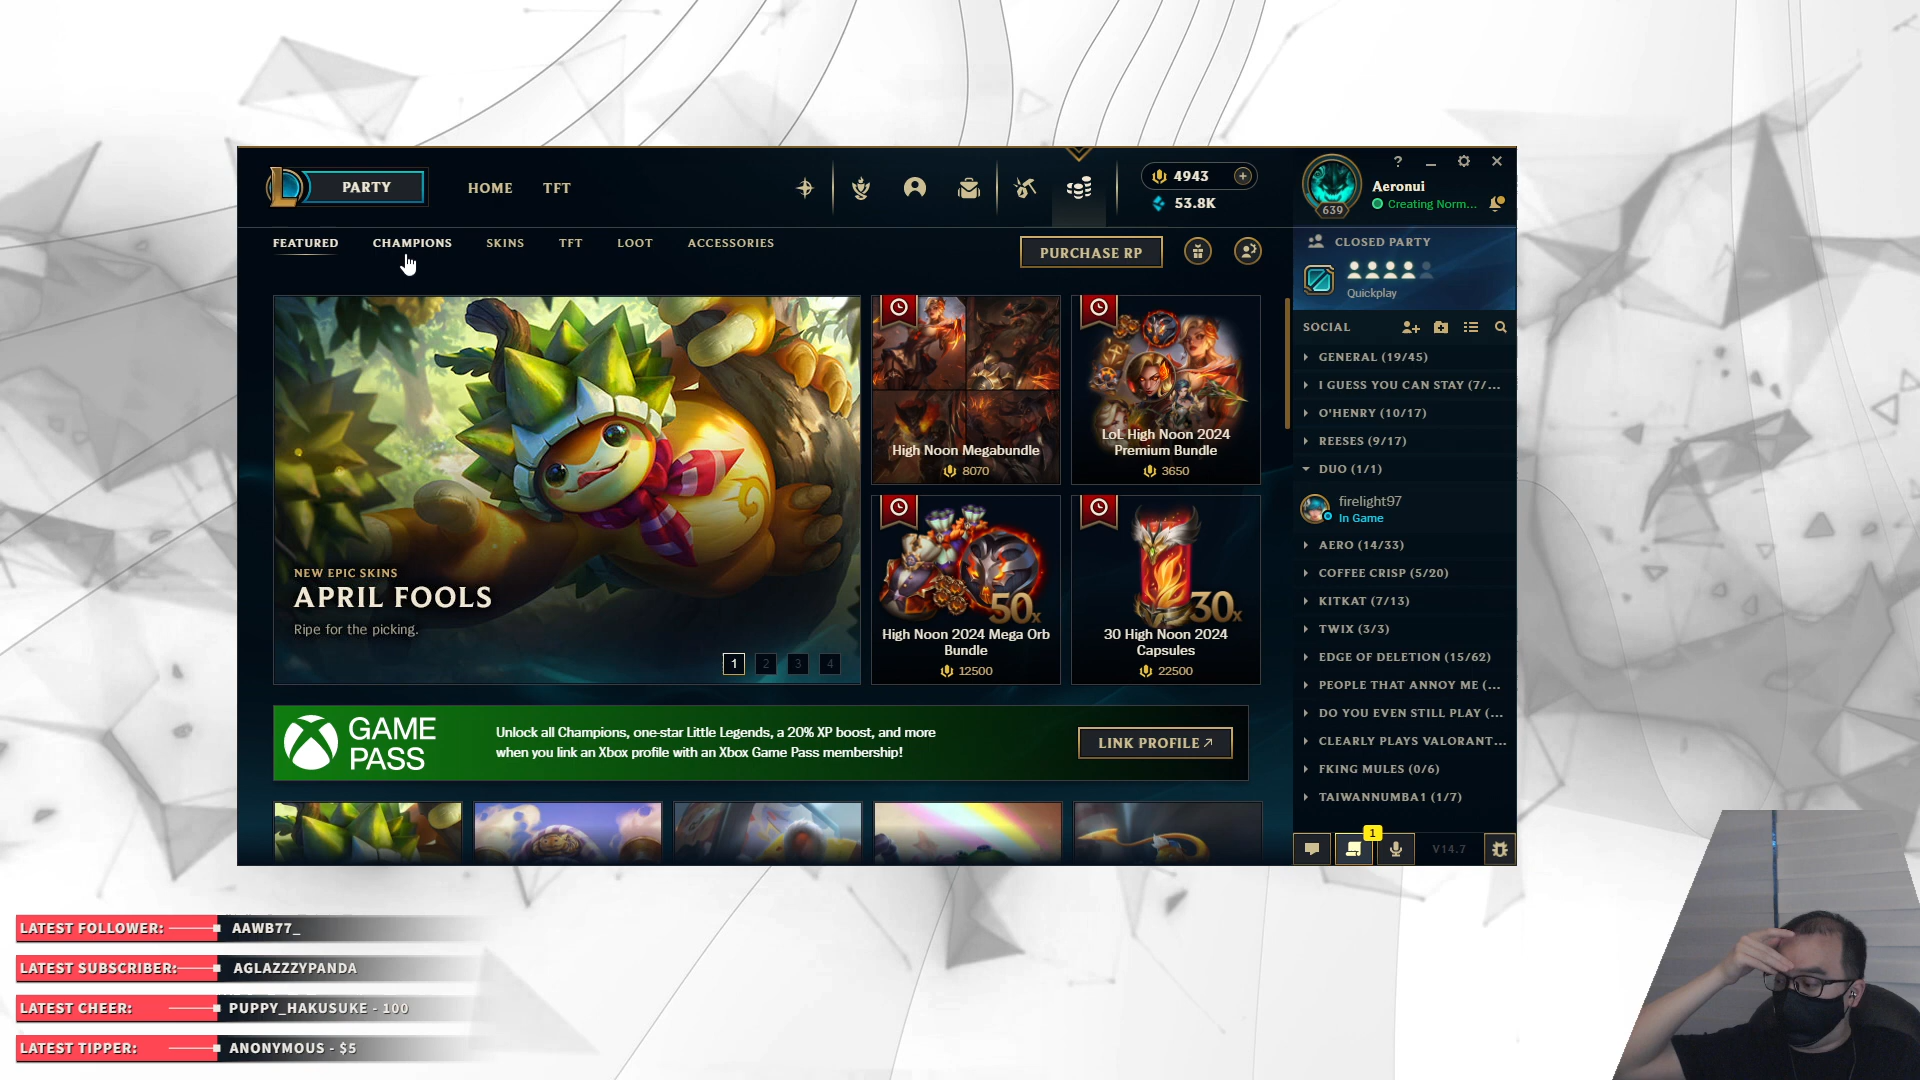 PARTY
HOME
TFT
4943
53.8K
639
Aeronui
Creating Norm...
FEATURED
CHAMPIONS
SKINS
TFT
LOOT
ACCESSORIES
PURCHASE RP
CLOSED PARTY
Quickplay
NEW EPIC SKINS
APRIL FOOLS
Ripe for the picking.
1 2 3 4
High Noon Megabundle
8070
LoL High Noon 2024
Premium Bundle
3650
50x
High Noon 2024 Mega Orb
Bundle
12500
30x
30 High Noon 2024
Capsules
22500
GAME
PASS
Unlock all Champions, one-star Little Legends, a 20% XP boost, and more
when you link an Xbox profile with an Xbox Game Pass membership!
LINK PROFILE
SOCIAL
GENERAL (19/45)
I GUESS YOU CAN STAY (7/...
O'HENRY (10/17)
REESES (9/17)
DUO (1/1)
firelight97
In Game
AERO (14/33)
COFFEE CRISP (5/20)
KITKAT (7/13)
TWIX (3/3)
EDGE OF DELETION (15/62)
PEOPLE THAT ANNOY ME (...
DO YOU EVEN STILL PLAY (...
CLEARLY PLAYS VALORANT...
FKING MULES (0/6)
TAIWANNUMBA1 (1/7)
1
V14.7
LATEST FOLLOWER: AAWB77_
LATEST SUBSCRIBER: AGLAZZZYPANDA
LATEST CHEER: PUPPY_HAKUSUKE - 100
LATEST TIPPER: ANONYMOUS - $5